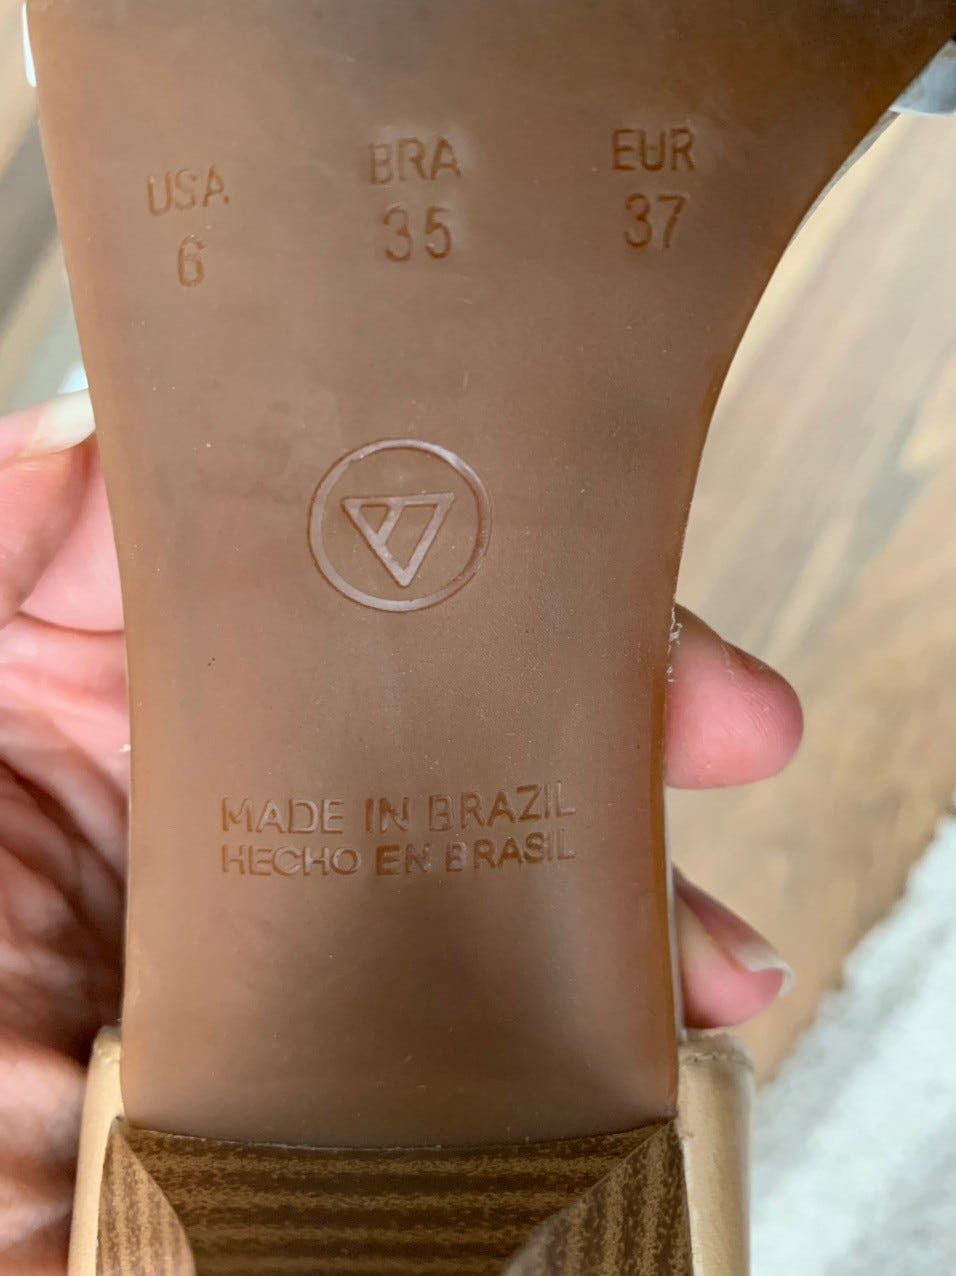 USA BRA EUR
6 35 37
MADE IN BRAZIL
HECHO EN BRASIL